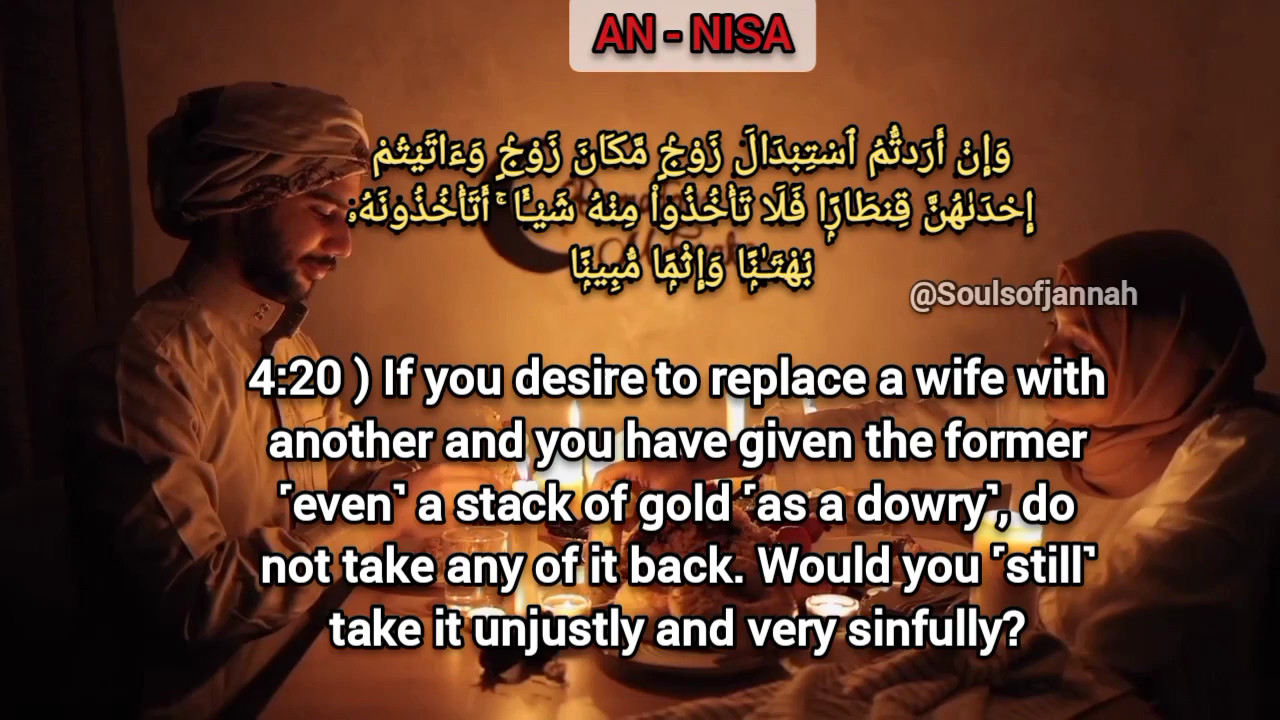 AN - NISA
وَإِنْ أَرَدتُّمُ ٱسْتِبْدَالَ زَوْجٍ مَّكَانَ زَوْجٍ وَءَاتَيْتُمْ
إِحْدَىٰهُنَّ قِنطَارًا فَلَا تَأْخُذُوا۟ مِنْهُ شَيْـًٔا ۚ أَتَأْخُذُونَهُۥ
بُهْتَـٰنًا وَإِثْمًا مُّبِينًا
@Soulsofjannah
4:20 ) If you desire to replace a wife with
another and you have given the former
˹even˺ a stack of gold ˹as a dowry˺, do
not take any of it back. Would you ˹still˺
take it unjustly and very sinfully?